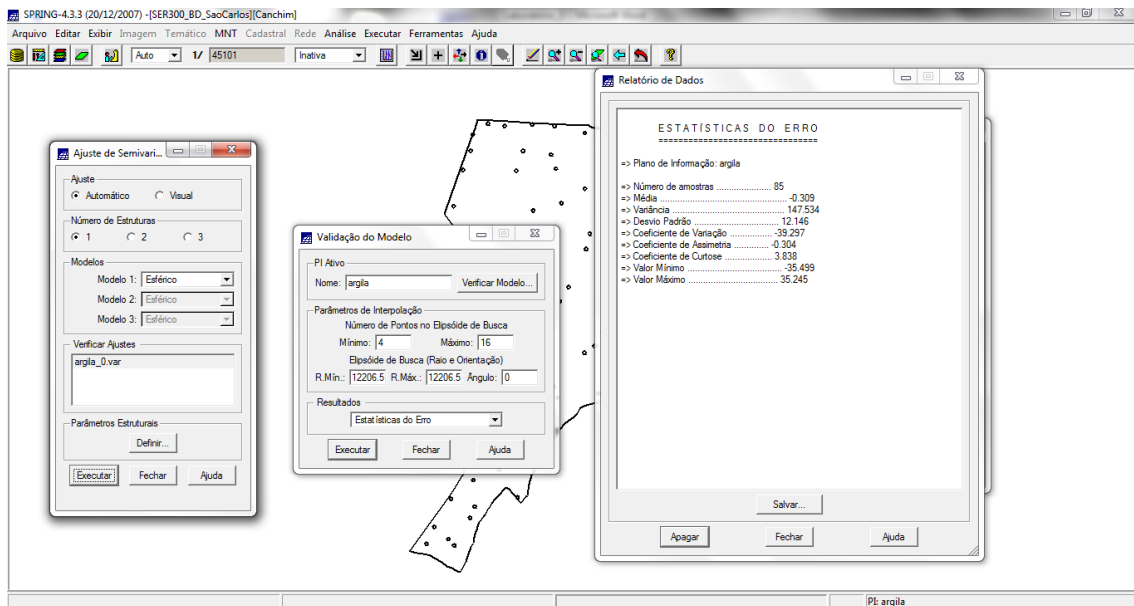 SPRING-4.3.3 (20/12/2007) -[SER300_BD_SaoCarlos][Canchim]
Arquivo Editar Exibir Imagem Temático MNT Cadastral Rede Análise Executar Ferramentas Ajuda
Auto 1/ 45101 Inativa
Ajuste de Semivari...
Ajuste
Automático Visual
Número de Estruturas
1 2 3
Modelos
Modelo 1: Esférico
Modelo 2: Esférico
Modelo 3: Esférico
Verificar Ajustes
argila_0.var
Parâmetros Estruturais
Definir...
Executar Fechar Ajuda
Validação do Modelo
PI Ativo
Nome: argila Verificar Modelo...
Parâmetros de Interpolação
Número de Pontos no Elipsóide de Busca
Mínimo: 4 Máximo: 16
Elipsóide de Busca (Raio e Orientação)
R.Mín.: 12206.5 R.Máx.: 12206.5 Ângulo: 0
Resultados
Estatísticas do Erro
Executar Fechar Ajuda
Relatório de Dados
ESTATÍSTICAS DO ERRO
================================
=> Plano de Informação: argila
=> Número de amostras ..................... 85
=> Média ................................................ -0.309
=> Variância ........................................... 147.534
=> Desvio Padrão ................................ 12.146
=> Coeficiente de Variação ................ -39.297
=> Coeficiente de Assimetria ............. -0.304
=> Coeficiente de Curtose .................. 3.838
=> Valor Mínimo ................................... -35.499
=> Valor Máximo .................................. 35.245
Salvar...
Apagar Fechar Ajuda
PI: argila